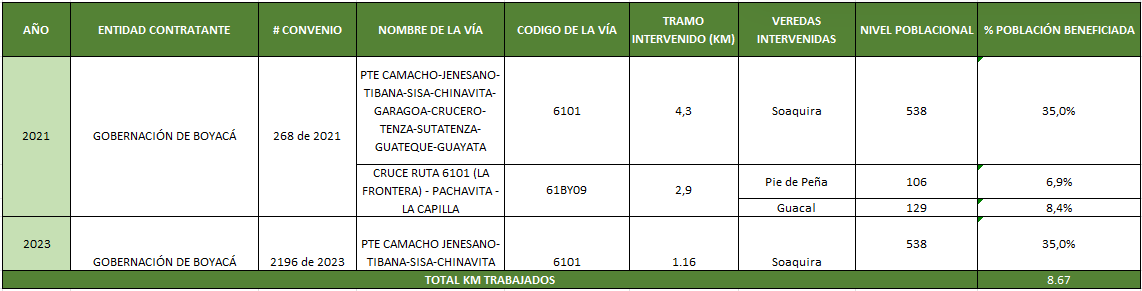 AÑO
ENTIDAD CONTRATANTE
# CONVENIO
NOMBRE DE LA VÍA
CODIGO DE LA VÍA
TRAMO
INTERVENIDO (KM)
VEREDAS
INTERVENIDAS
NIVEL POBLACIONAL
% POBLACIÓN BENEFICIADA
2021
GOBERNACIÓN DE BOYACÁ
268 de 2021
PTE CAMACHO-JENESANO-
TIBANA-SISA-CHINAVITA-
GARAGOA-CRUCERO-
TENZA-SUTATENZA-
GUATEQUE-GUAYATA
6101
4,3
Soaquira
538
35,0%
CRUCE RUTA 6101 (LA
FRONTERA) - PACHAVITA -
LA CAPILLA
61BY09
2,9
Pie de Peña
106
6,9%
Guacal
129
8,4%
2023
GOBERNACIÓN DE BOYACÁ
2196 de 2023
PTE CAMACHO JENESANO-
TIBANA-SISA-CHINAVITA
6101
1.16
Soaquira
538
35,0%
TOTAL KM TRABAJADOS
8.67